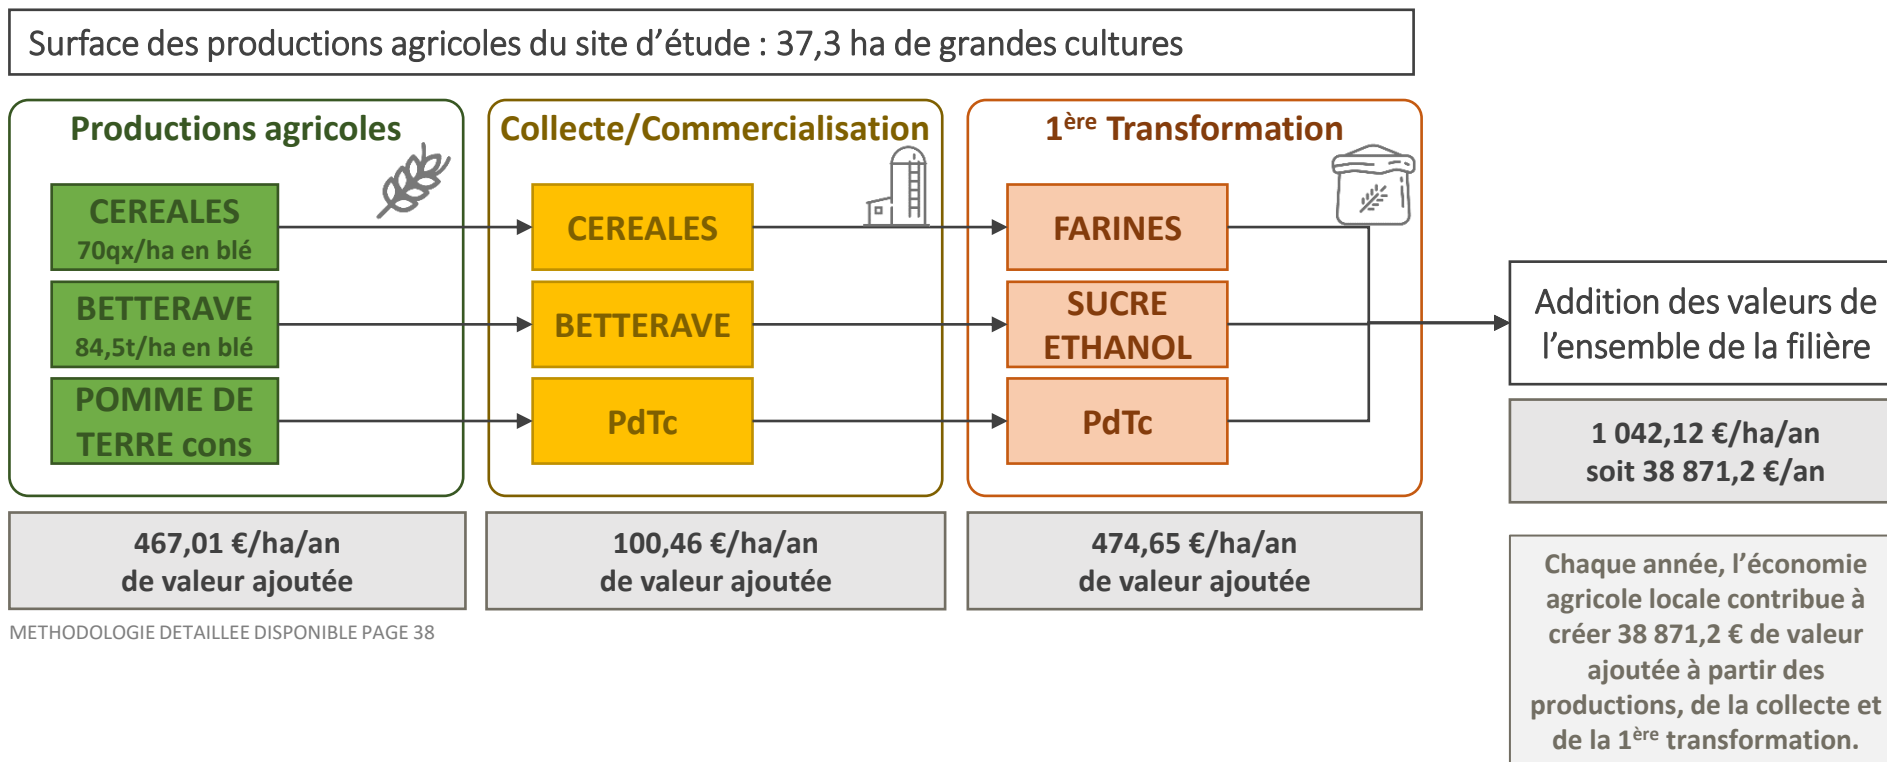 Surface des productions agricoles du site d’étude : 37,3 ha de grandes cultures
Productions agricoles
CEREALES
70qx/ha en blé
BETTERAVE
84,5t/ha en blé
POMME DE
TERRE cons
467,01 €/ha/an
de valeur ajoutée
Collecte/Commercialisation
CEREALES
BETTERAVE
PdTc
100,46 €/ha/an
de valeur ajoutée
1ère Transformation
FARINES
SUCRE
ETHANOL
PdTc
474,65 €/ha/an
de valeur ajoutée
Addition des valeurs de
l’ensemble de la filière
1 042,12 €/ha/an
soit 38 871,2 €/an
Chaque année, l’économie
agricole locale contribue à
créer 38 871,2 € de valeur
ajoutée à partir des
productions, de la collecte et
de la 1ère transformation.
METHODOLOGIE DETAILLEE DISPONIBLE PAGE 38